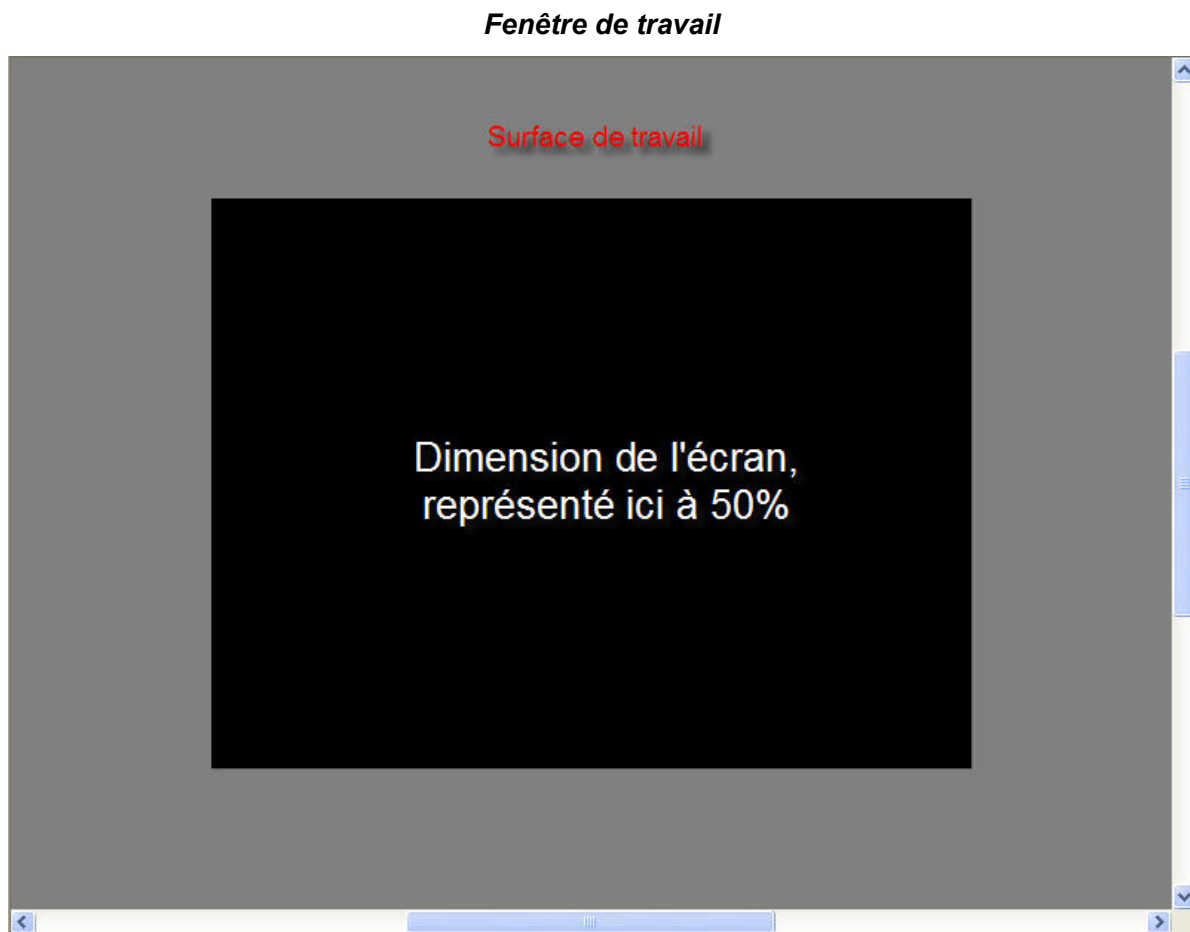 Fenêtre de travail
Surface de travail
Dimension de l'écran,
représenté ici à 50%